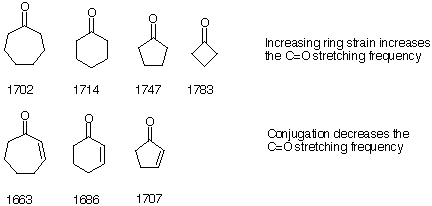 O O O O
1702 1714 1747 1783
Increasing ring strain increases
the C=O stretching frequency
O O O
1663 1686 1707
Conjugation decreases the
C=O stretching frequency